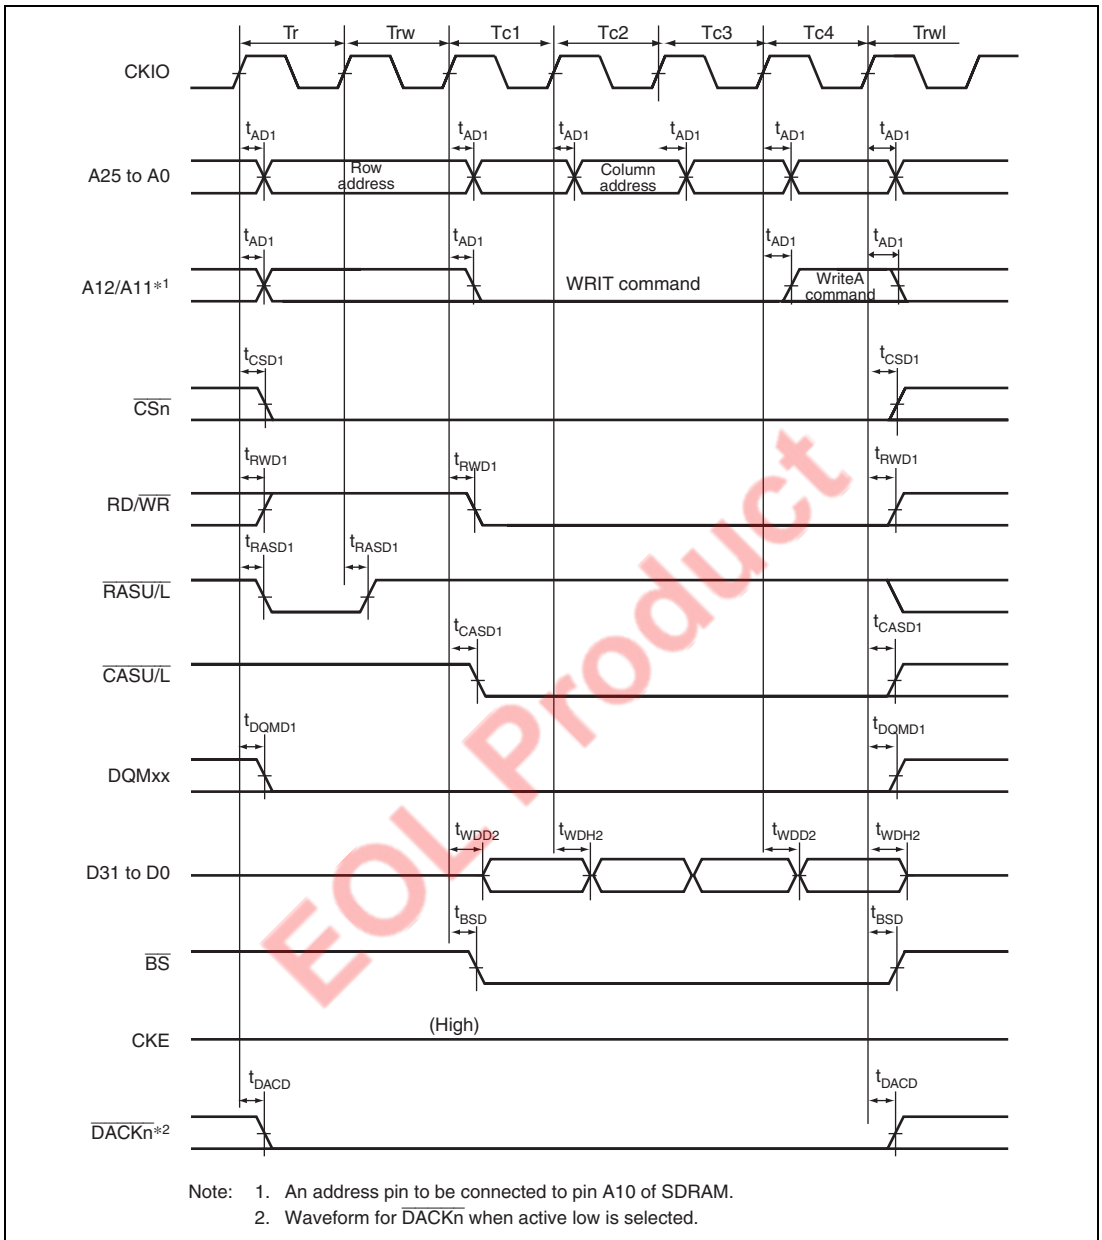 Tr Trw Tc1 Tc2 Tc3 Tc4 Trwl
CKIO
tAD1 tAD1 tAD1 tAD1 tAD1 tAD1
A25 to A0
Row address
Column address
tAD1 tAD1 tAD1 tAD1
A12/A11*1
WRIT command
WriteA command
tCSD1 tCSD1
CSn
tRWD1 tRWD1 tRWD1
RD/WR
tRASD1 tRASD1
RASU/L
tCASD1 tCASD1
CASU/L
tDQMD1 tDQMD1
DQMxx
tWDD2 tWDH2 tWDD2 tWDH2
D31 to D0
tBSD tBSD
BS
(High)
CKE
tDACD tDACD
DACKn*2
Note: 1. An address pin to be connected to pin A10 of SDRAM.
2. Waveform for DACKn when active low is selected.
EOL Product